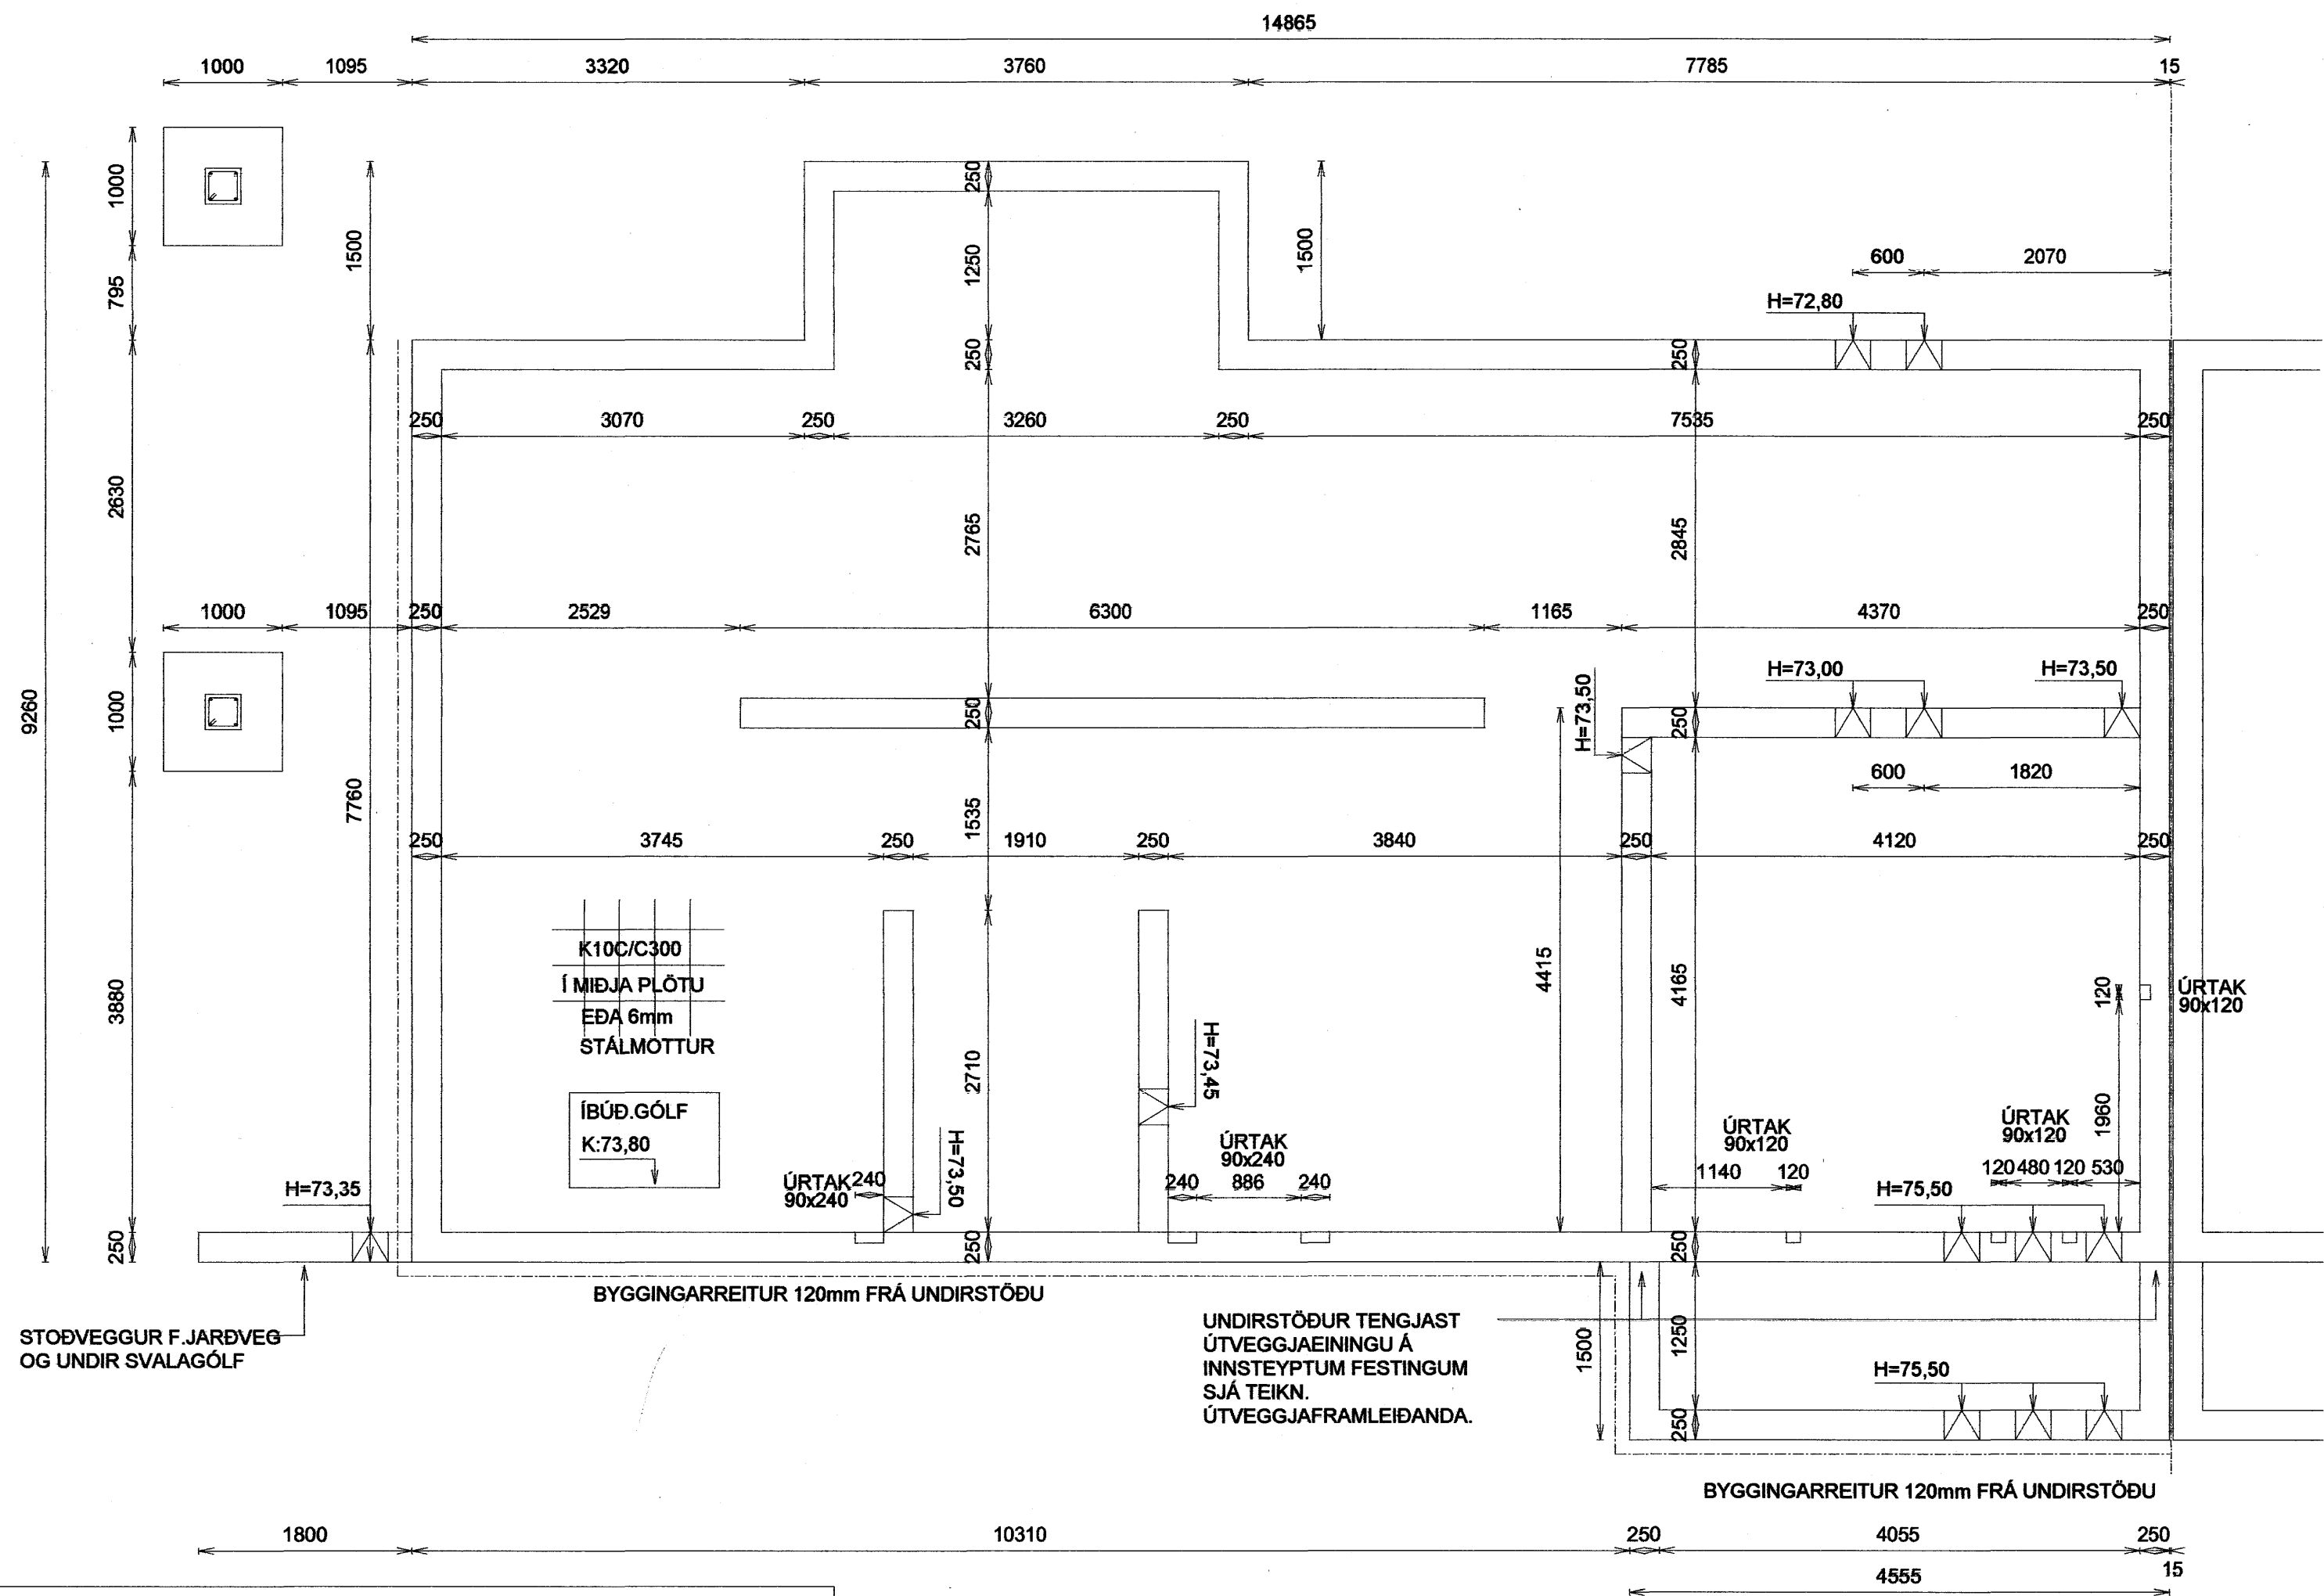 14865
1000 1095 3320 3760 7785 15
1000
795
2630
1000
3880
250
9260
1500
7760
250
1250
250
1500
600 2070
H=72,80
250
250 3070 250 3260 250 7535 250
2765
2845
1000 1095 250 2529 6300 1165 4370 250
H=73,00 H=73,50
H=73,50
250
250
600 1820
1535
250 3745 250 1910 250 3840 250 4120 250
K10C/C300
Í MIÐJA PLÖTU
EÐA 6mm
STÁLMOTTUR
ÍBÚÐ.GÓLF
K:73,80
2710
4415
4165
120
ÚRTAK
90x120
1960
H=73,45
H=73,50
ÚRTAK
90x240
240
ÚRTAK
90x240
240 886 240
ÚRTAK
90x120
1140 120
ÚRTAK
90x120
120 480 120 530
H=73,35
H=75,50
250
250
BYGGINGARREITUR 120mm FRÁ UNDIRSTÖÐU
STOÐVEGGUR F.JARÐVEG
OG UNDIR SVALAGÓLF
UNDIRSTÖÐUR TENGJAST
ÚTVEGGJAEININGU Á
INNSTEYPTUM FESTINGUM
SJÁ TEIKN.
ÚTVEGGJAFRAMLEIÐANDA.
1500
1250
250
H=75,50
BYGGINGARREITUR 120mm FRÁ UNDIRSTÖÐU
1800 10310 250 4055 250
15
4555